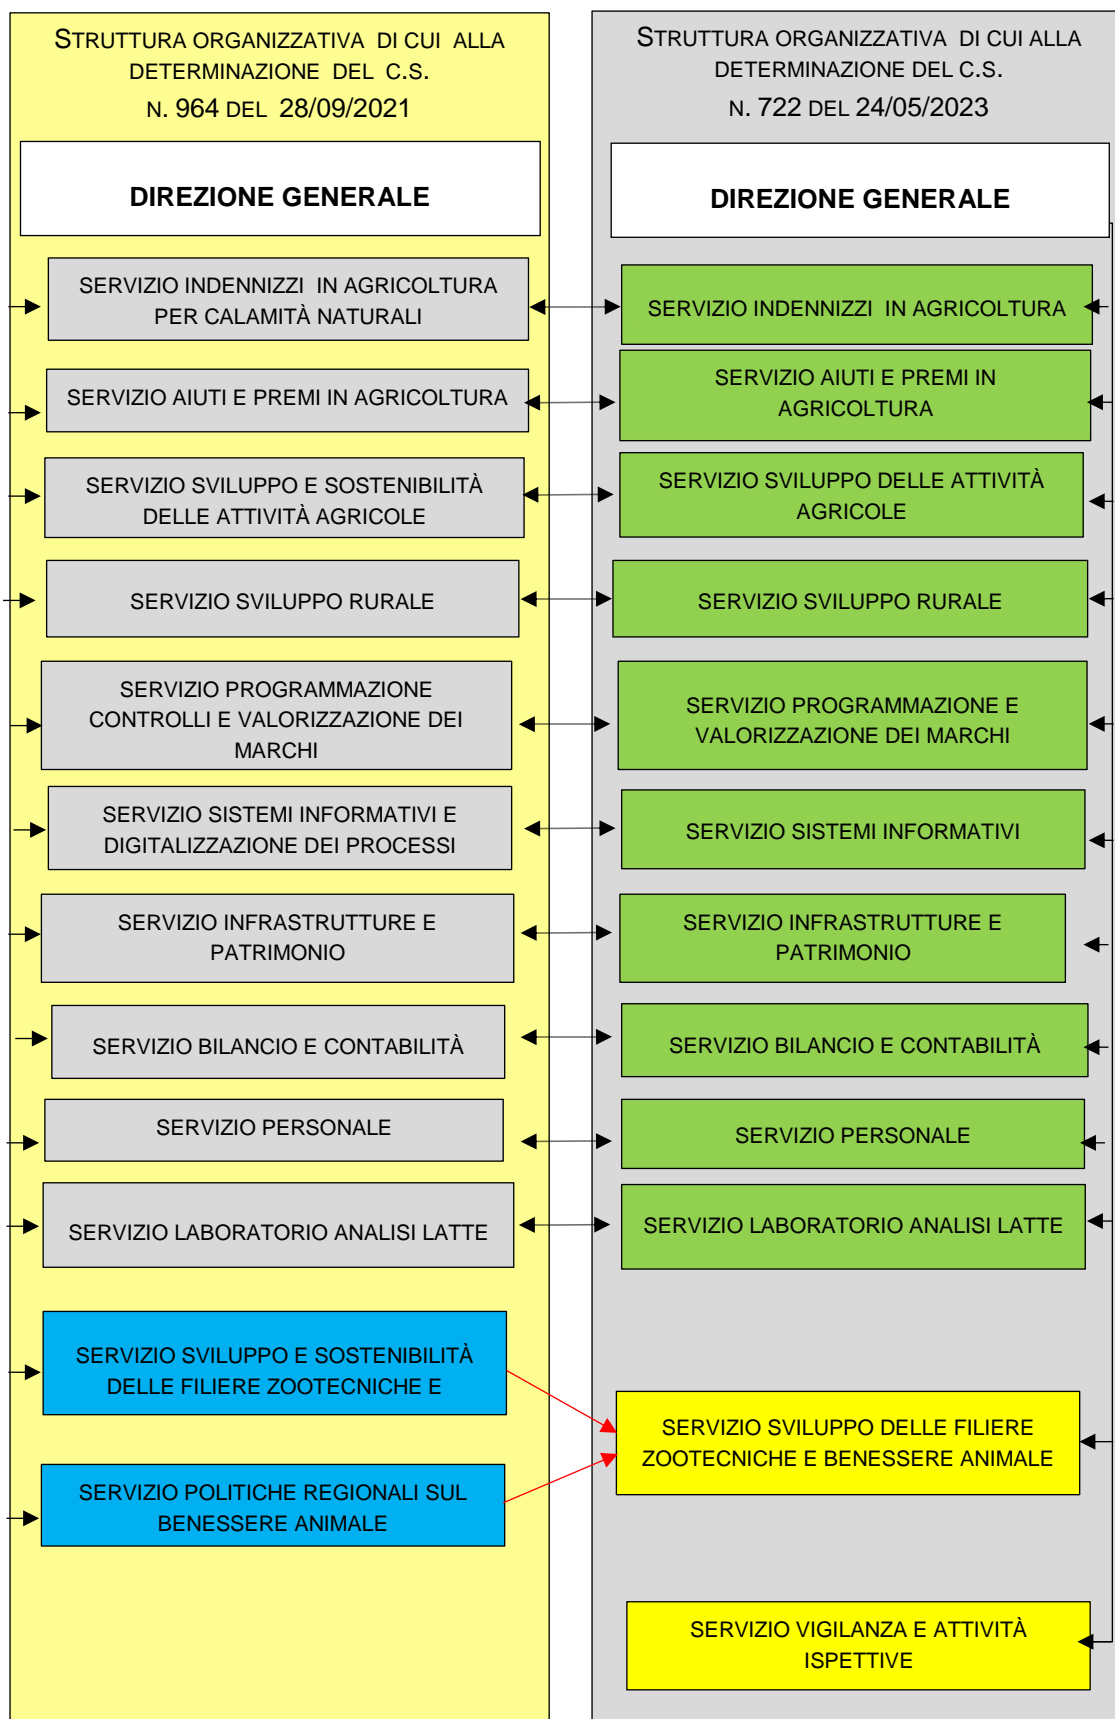 STRUTTURA ORGANIZZATIVA DI CUI ALLA
DETERMINAZIONE DEL C.S.
N. 964 DEL 28/09/2021
DIREZIONE GENERALE
SERVIZIO INDENNIZZI IN AGRICOLTURA
PER CALAMITÀ NATURALI
SERVIZIO AIUTI E PREMI IN AGRICOLTURA
SERVIZIO SVILUPPO E SOSTENIBILITÀ
DELLE ATTIVITÀ AGRICOLE
SERVIZIO SVILUPPO RURALE
SERVIZIO PROGRAMMAZIONE
CONTROLLI E VALORIZZAZIONE DEI
MARCHI
SERVIZIO SISTEMI INFORMATIVI E
DIGITALIZZAZIONE DEI PROCESSI
SERVIZIO INFRASTRUTTURE E
PATRIMONIO
SERVIZIO BILANCIO E CONTABILITÀ
SERVIZIO PERSONALE
SERVIZIO LABORATORIO ANALISI LATTE
SERVIZIO SVILUPPO E SOSTENIBILITÀ
DELLE FILIERE ZOOTECNICHE E
SERVIZIO POLITICHE REGIONALI SUL
BENESSERE ANIMALE
STRUTTURA ORGANIZZATIVA DI CUI ALLA
DETERMINAZIONE DEL C.S.
N. 722 DEL 24/05/2023
DIREZIONE GENERALE
SERVIZIO INDENNIZZI IN AGRICOLTURA
SERVIZIO AIUTI E PREMI IN
AGRICOLTURA
SERVIZIO SVILUPPO DELLE ATTIVITÀ
AGRICOLE
SERVIZIO SVILUPPO RURALE
SERVIZIO PROGRAMMAZIONE E
VALORIZZAZIONE DEI MARCHI
SERVIZIO SISTEMI INFORMATIVI
SERVIZIO INFRASTRUTTURE E
PATRIMONIO
SERVIZIO BILANCIO E CONTABILITÀ
SERVIZIO PERSONALE
SERVIZIO LABORATORIO ANALISI LATTE
SERVIZIO SVILUPPO DELLE FILIERE
ZOOTECNICHE E BENESSERE ANIMALE
SERVIZIO VIGILANZA E ATTIVITÀ
ISPETTIVE